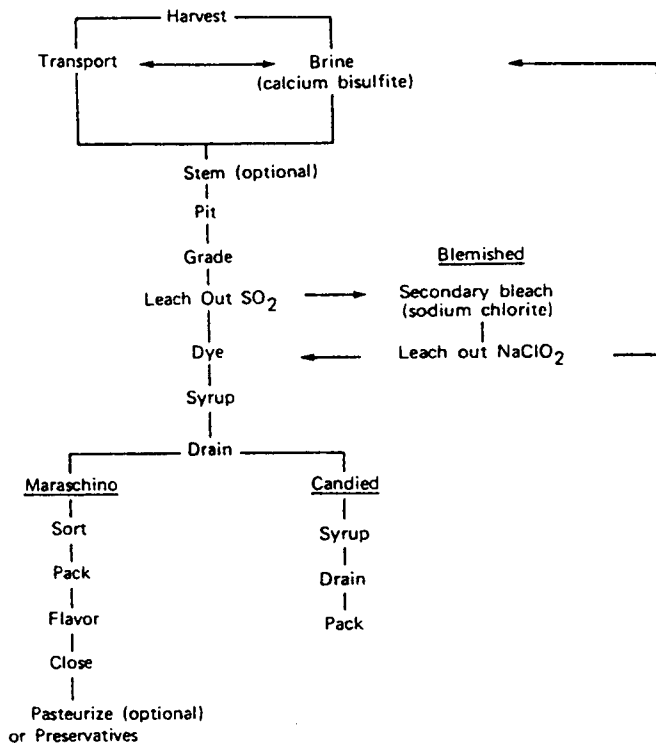 Harvest
Transport
Brine
(calcium bisulfite)
Stem (optional)
Pit
Grade
Blemished
Leach Out SO2
Secondary bleach
(sodium chlorite)
Dye
Leach out NaClO2
Syrup
Drain
Maraschino
Candied
Sort
Syrup
Pack
Drain
Flavor
Pack
Close
Pasteurize (optional)
or Preservatives